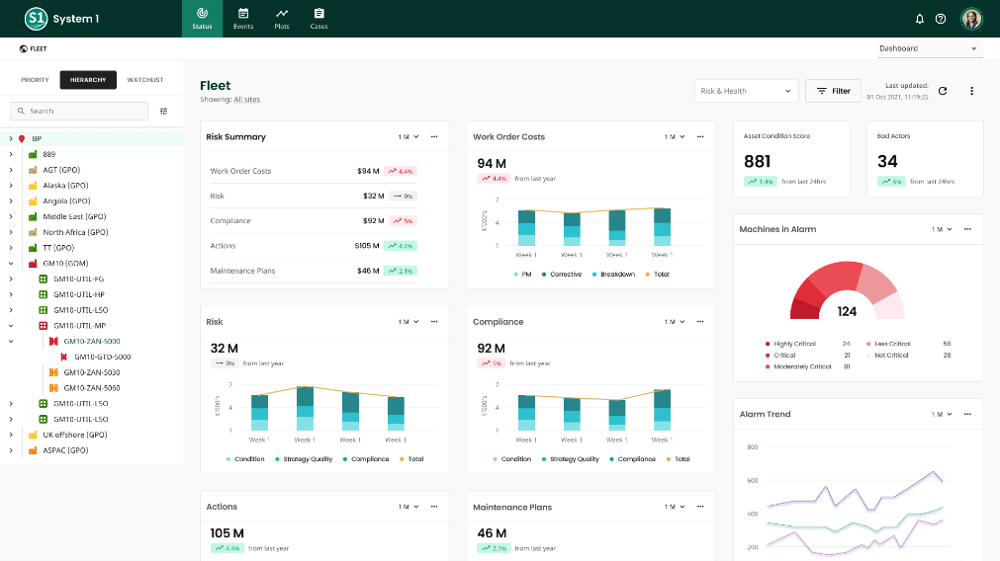 S1 System 1
Status
Events
Plots
Cases
FLEET
Dashboard
PRIORITY
HIERARCHY
WATCHLIST
Search
BP
889
AGT (GPO)
Alaska (GPO)
Angola (GPO)
Middle East (GPO)
North Africa (GPO)
TT (GPO)
GM10 (GOM)
GM10-UTIL-FG
GM10-UTIL-HP
GM10-UTIL-LSO
GM10-UTIL-MP
GM10-ZAN-5000
GM10-GTD-5000
GM10-ZAN-5030
GM10-ZAN-5060
GM10-UTIL-LSO
GM10-UTIL-LSO
UK offshore (GPO)
ASPAC (GPO)
Fleet
Showing: All sites
Risk & Health
Filter
Last updated:
01 Oct 2021, 11:19:22
Risk Summary
1 M
Work Order Costs $94 M 4.4%
Risk $32 M 0%
Compliance $92 M 5%
Actions $105 M 4.4%
Maintenance Plans $46 M 2.1%
Work Order Costs
1 M
94 M
4.4% from last year
$'000's
7
4
1
Week 1 Week 1 Week 1 Week 1
PM Corrective Breakdown Total
Asset Condition Score
881
1.4% from last 24hrs
Bad Actors
34
6% from last 24hrs
Risk
1 M
32 M
0% from last year
$'000's
7
4
1
Week 1 Week 1 Week 1 Week 1
Condition Strategy Quality Compliance Total
Compliance
1 M
92 M
5% from last year
$'000's
7
4
1
Week 1 Week 1 Week 1 Week 1
Condition Strategy Quality Compliance Total
Machines in Alarm
1 M
124
Highly Critical 24
Less Critical 56
Critical 21
Not Critical 28
Moderately Critical 81
Actions
1 M
105 M
4.4% from last year
Maintenance Plans
1 M
46 M
2.1% from last year
Alarm Trend
1 M
800
600
400
200